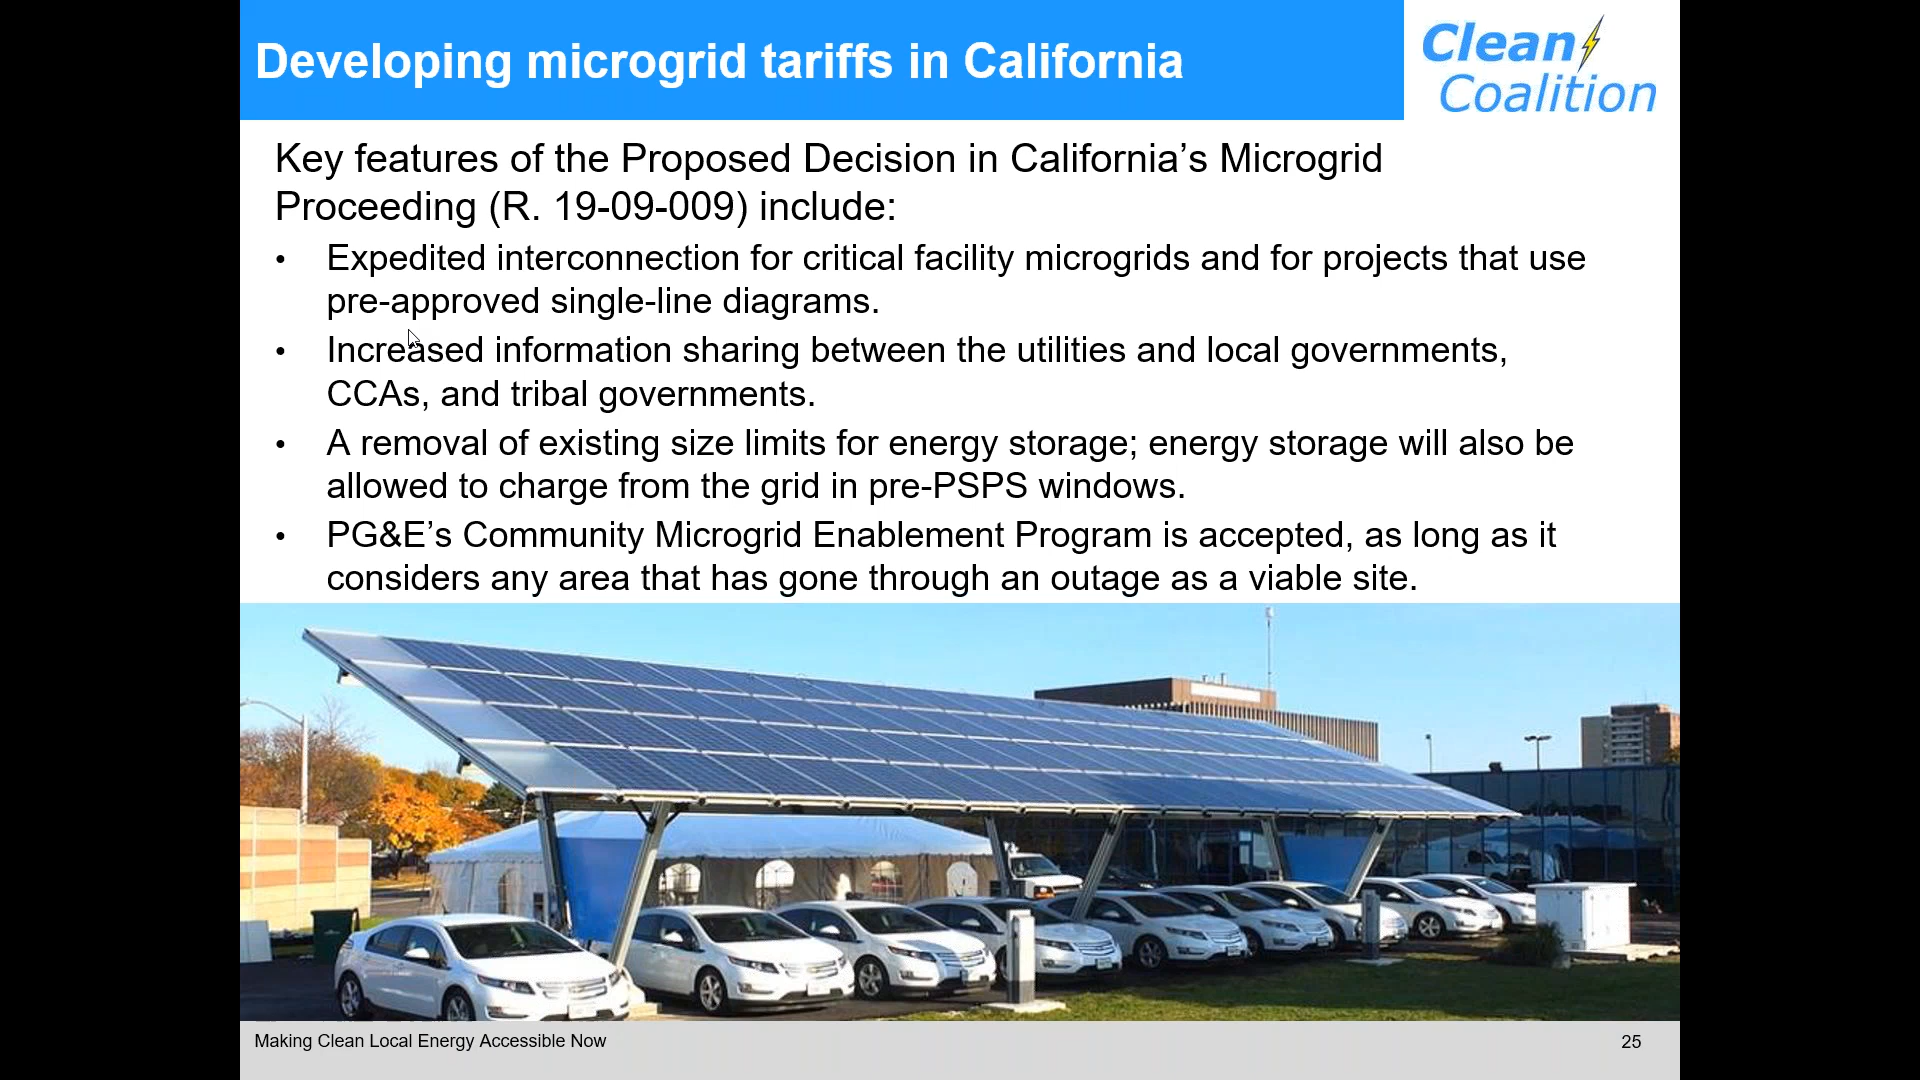 Developing microgrid tariffs in California
Clean
Coalition
Key features of the Proposed Decision in California’s Microgrid
Proceeding (R. 19-09-009) include:
• Expedited interconnection for critical facility microgrids and for projects that use
pre-approved single-line diagrams.
• Increased information sharing between the utilities and local governments,
CCAs, and tribal governments.
• A removal of existing size limits for energy storage; energy storage will also be
allowed to charge from the grid in pre-PSPS windows.
• PG&E’s Community Microgrid Enablement Program is accepted, as long as it
considers any area that has gone through an outage as a viable site.
Making Clean Local Energy Accessible Now
25